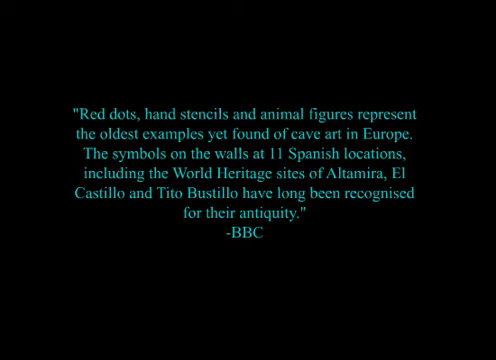 "Red dots, hand stencils and animal figures represent
the oldest examples yet found of cave art in Europe.
The symbols on the walls at 11 Spanish locations,
including the World Heritage sites of Altamira, El
Castillo and Tito Bustillo have long been recognised
for their antiquity."
-BBC